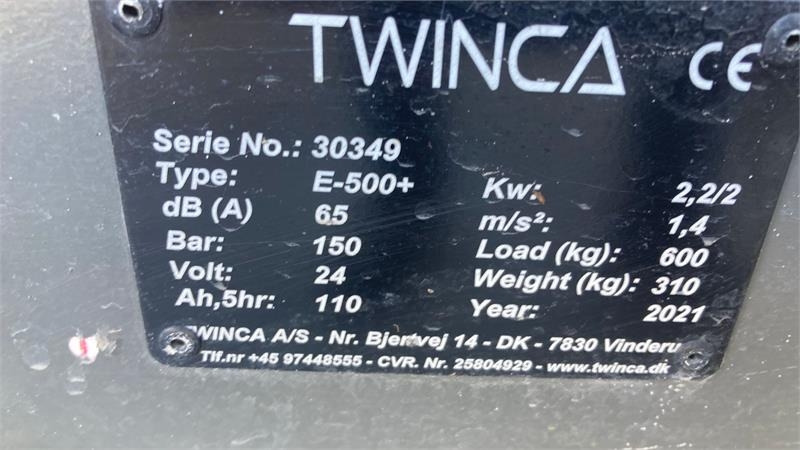 TWINCA CE
Serie No.: 30349
Type: E-500+ Kw: 2,2/2
dB (A) 65 m/s²: 1,4
Bar: 150 Load (kg): 600
Volt: 24 Weight (kg): 310
Ah,5hr: 110 Year: 2021
TWINCA A/S - Nr. Bjertvej 14 - DK - 7830 Vinderu
Tlf.nr +45 97448555 - CVR. Nr. 25804929 - www.twinca.dk